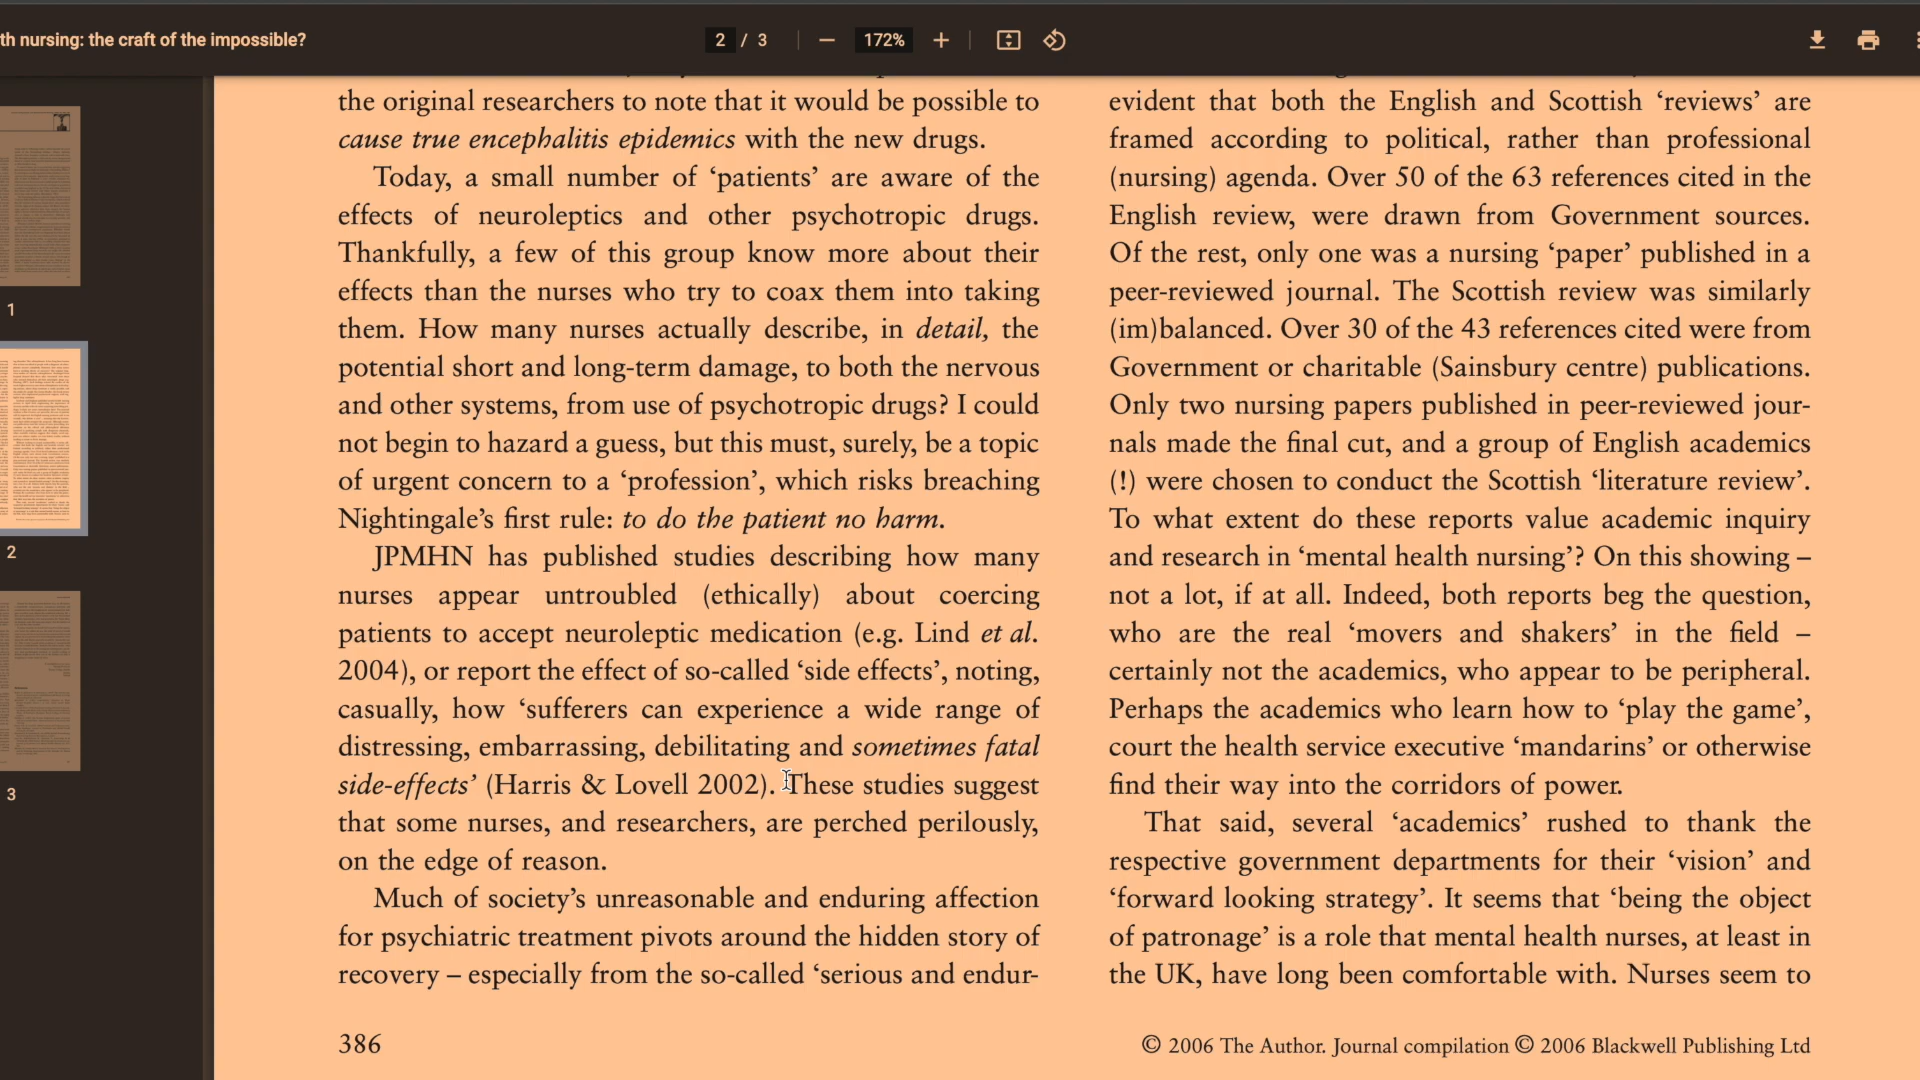 th nursing: the craft of the impossible?
2 / 3
172%
1
2
3
the original researchers to note that it would be possible to
cause true encephalitis epidemics with the new drugs.
Today, a small number of ‘patients’ are aware of the
effects of neuroleptics and other psychotropic drugs.
Thankfully, a few of this group know more about their
effects than the nurses who try to coax them into taking
them. How many nurses actually describe, in detail, the
potential short and long-term damage, to both the nervous
and other systems, from use of psychotropic drugs? I could
not begin to hazard a guess, but this must, surely, be a topic
of urgent concern to a ‘profession’, which risks breaching
Nightingale’s first rule: to do the patient no harm.
JPMHN has published studies describing how many
nurses appear untroubled (ethically) about coercing
patients to accept neuroleptic medication (e.g. Lind et al.
2004), or report the effect of so-called ‘side effects’, noting,
casually, how ‘sufferers can experience a wide range of
distressing, embarrassing, debilitating and sometimes fatal
side-effects’ (Harris & Lovell 2002). These studies suggest
that some nurses, and researchers, are perched perilously,
on the edge of reason.
Much of society’s unreasonable and enduring affection
for psychiatric treatment pivots around the hidden story of
recovery – especially from the so-called ‘serious and endur-
386
evident that both the English and Scottish ‘reviews’ are
framed according to political, rather than professional
(nursing) agenda. Over 50 of the 63 references cited in the
English review, were drawn from Government sources.
Of the rest, only one was a nursing ‘paper’ published in a
peer-reviewed journal. The Scottish review was similarly
(im)balanced. Over 30 of the 43 references cited were from
Government or charitable (Sainsbury centre) publications.
Only two nursing papers published in peer-reviewed jour-
nals made the final cut, and a group of English academics
(!) were chosen to conduct the Scottish ‘literature review’.
To what extent do these reports value academic inquiry
and research in ‘mental health nursing’? On this showing –
not a lot, if at all. Indeed, both reports beg the question,
who are the real ‘movers and shakers’ in the field –
certainly not the academics, who appear to be peripheral.
Perhaps the academics who learn how to ‘play the game’,
court the health service executive ‘mandarins’ or otherwise
find their way into the corridors of power.
That said, several ‘academics’ rushed to thank the
respective government departments for their ‘vision’ and
‘forward looking strategy’. It seems that ‘being the object
of patronage’ is a role that mental health nurses, at least in
the UK, have long been comfortable with. Nurses seem to
© 2006 The Author. Journal compilation © 2006 Blackwell Publishing Ltd